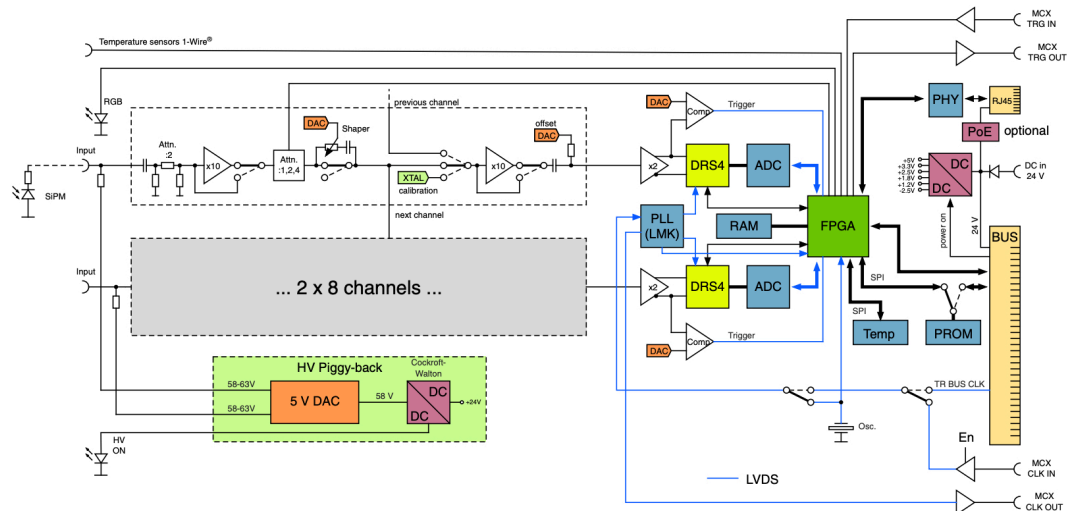 MCX
TRG IN
Temperature sensors 1-Wire®
MCX
TRG OUT
RGB
previous channel
DAC
Comp
Trigger
PHY
RJ45
PoE
optional
Input
Attn.
:2
x10
Attn.
:1,2,4
DAC
Shaper
offset
DAC
x10
XTAL
calibration
x2
DRS4
ADC
+5V
+3.3V
+2.5V
+1.8V
+1.2V
-2.5V
DC
DC
DC in
24 V
SiPM
next channel
PLL
(LMK)
RAM
FPGA
power on
24 V
BUS
Input
... 2 x 8 channels ...
x2
DRS4
ADC
SPI
SPI
Temp
PROM
DAC
Comp
Trigger
HV Piggy-back
Cockroft-
Walton
58-63V
58-63V
5 V DAC
58 V
DC
DC
+24V
TR BUS CLK
Osc.
HV
ON
En
MCX
CLK IN
LVDS
MCX
CLK OUT